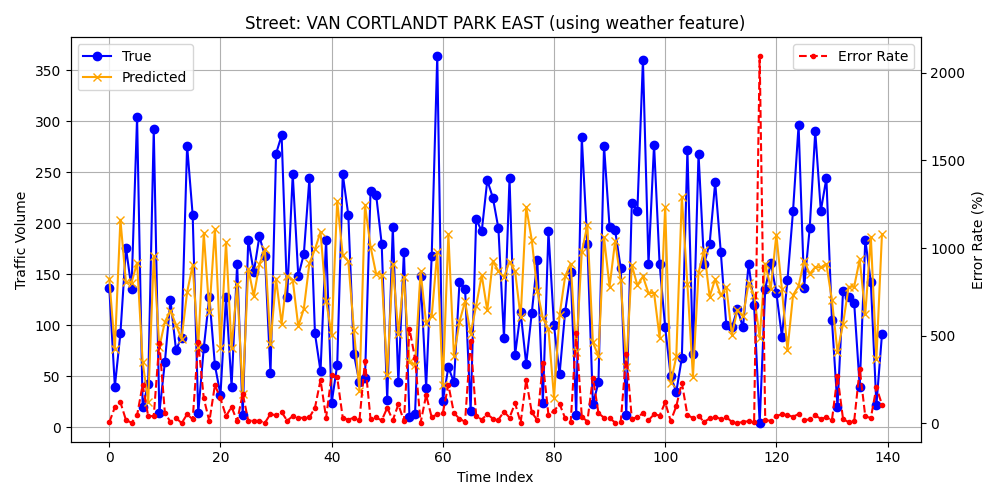 Street: VAN CORTLANDT PARK EAST (using weather feature)
True
Predicted
Error Rate
350
300
250
200
150
100
50
0
Traffic Volume
2000
1500
1000
500
0
Error Rate (%)
0 20 40 60 80 100 120 140
Time Index